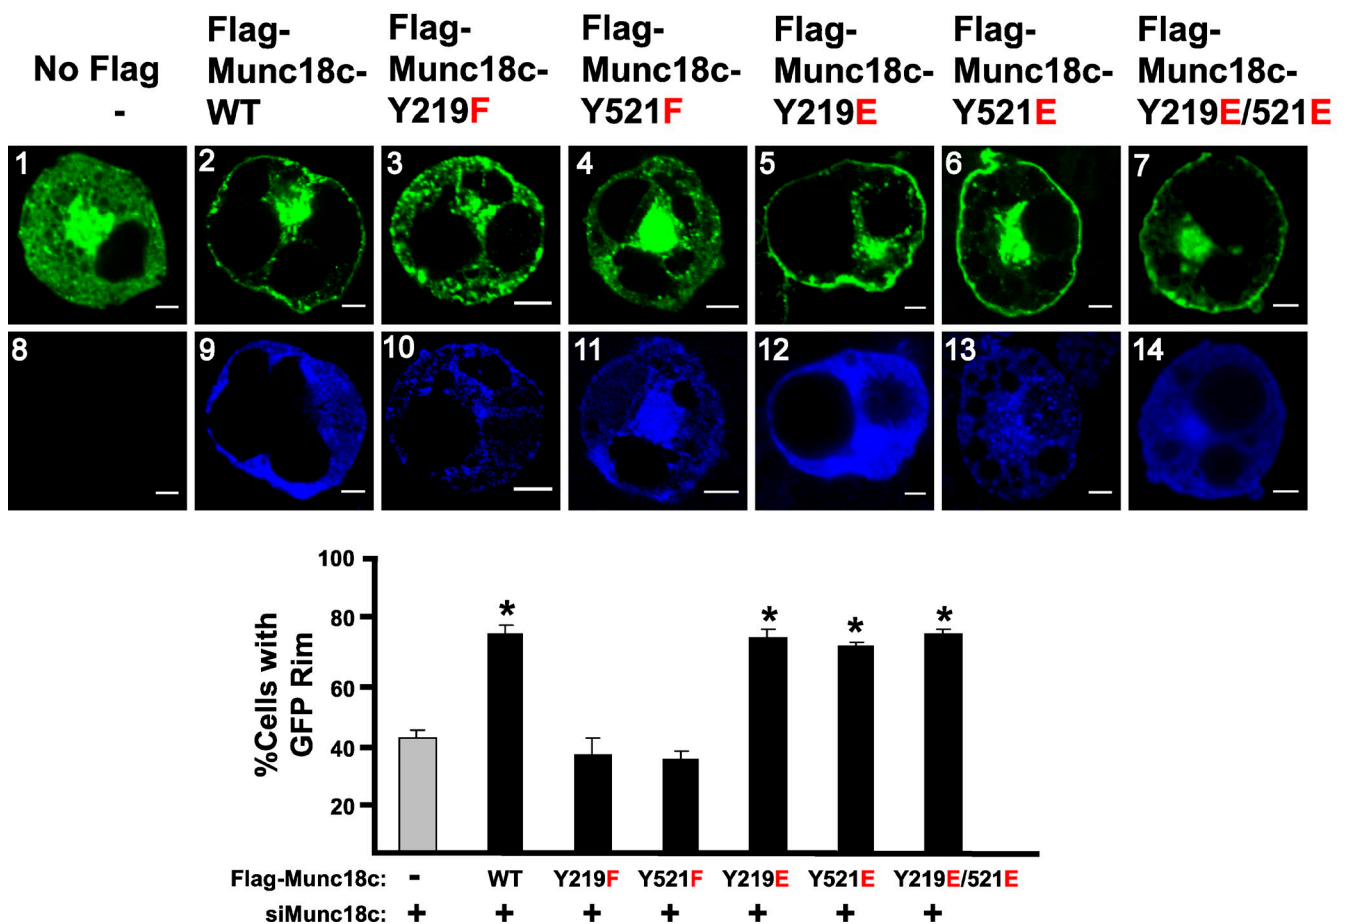 No Flag
-
Flag-
Munc18c-
WT
Flag-
Munc18c-
Y219F
Flag-
Munc18c-
Y521F
Flag-
Munc18c-
Y219E
Flag-
Munc18c-
Y521E
Flag-
Munc18c-
Y219E/521E
1 2 3 4 5 6 7
8 9 10 11 12 13 14
%Cells with
GFP Rim
100
80
60
40
20
* * * *
Flag-Munc18c: - WT Y219F Y521F Y219E Y521E Y219E/521E
siMunc18c: + + + + + + +